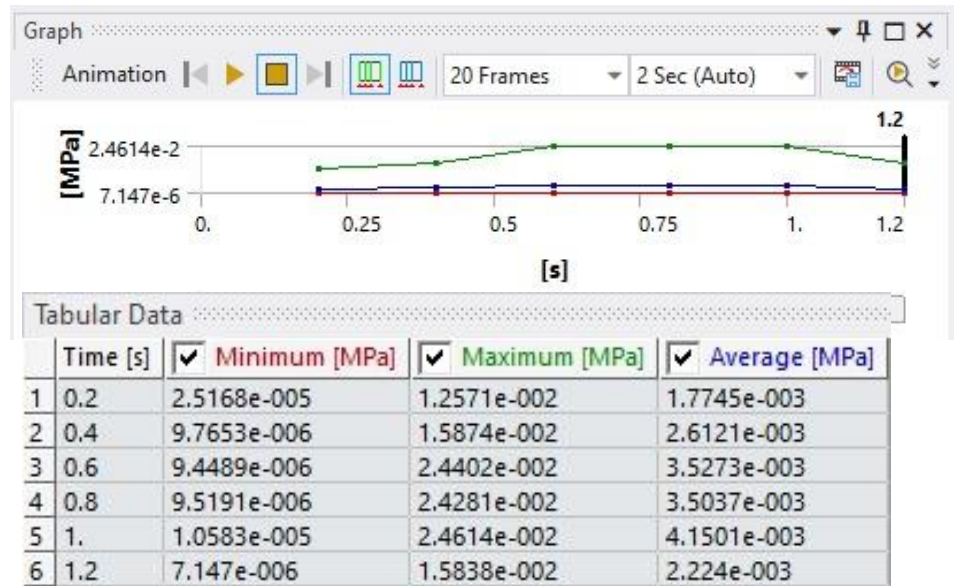 Graph
Animation 20 Frames 2 Sec (Auto)
1.2
[MPa]
2.4614e-2
7.147e-6
0. 0.25 0.5 0.75 1. 1.2
[s]
Tabular Data
Time [s] Minimum [MPa] Maximum [MPa] Average [MPa]
1 0.2 2.5168e-005 1.2571e-002 1.7745e-003
2 0.4 9.7653e-006 1.5874e-002 2.6121e-003
3 0.6 9.4489e-006 2.4402e-002 3.5273e-003
4 0.8 9.5191e-006 2.4281e-002 3.5037e-003
5 1. 1.0583e-005 2.4614e-002 4.1501e-003
6 1.2 7.147e-006 1.5838e-002 2.224e-003